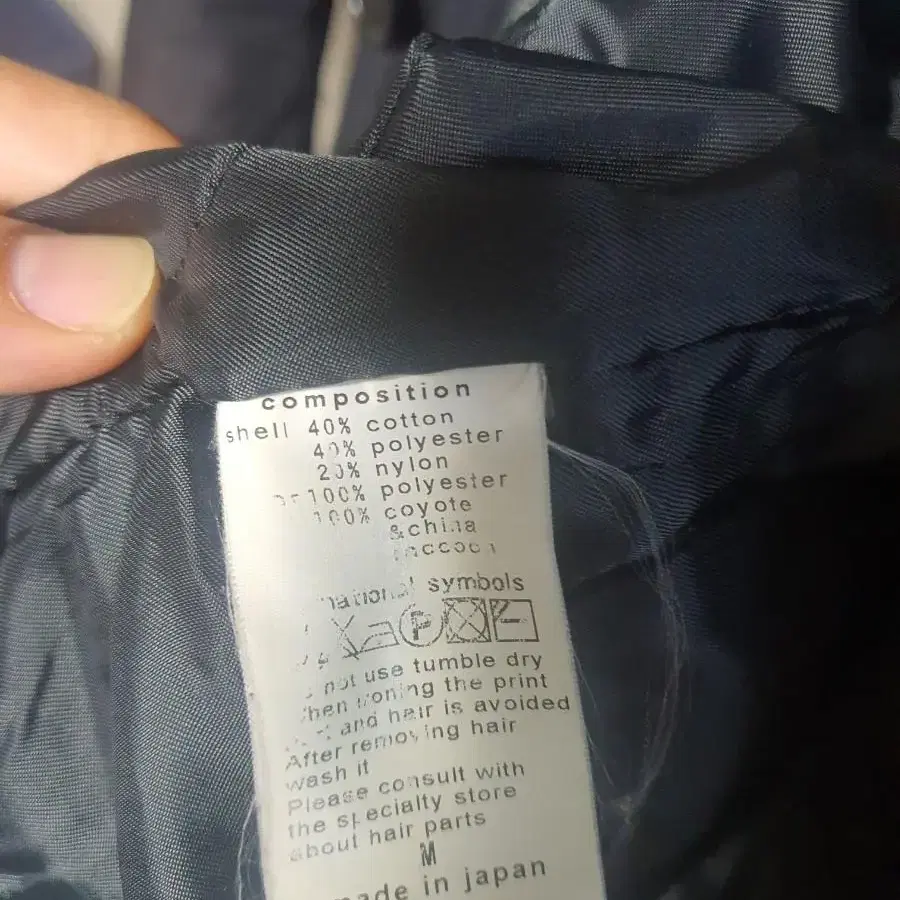 composition
shell 40% cotton
40% polyester
20% nylon
100% polyester
100% coyote
&china
raccoon
symbols
P
not use tumble dry
when ironing the print
and hair is avoided
After removing hair
wash it
Please consult with
the specialty store
about hair parts
M
made in japan